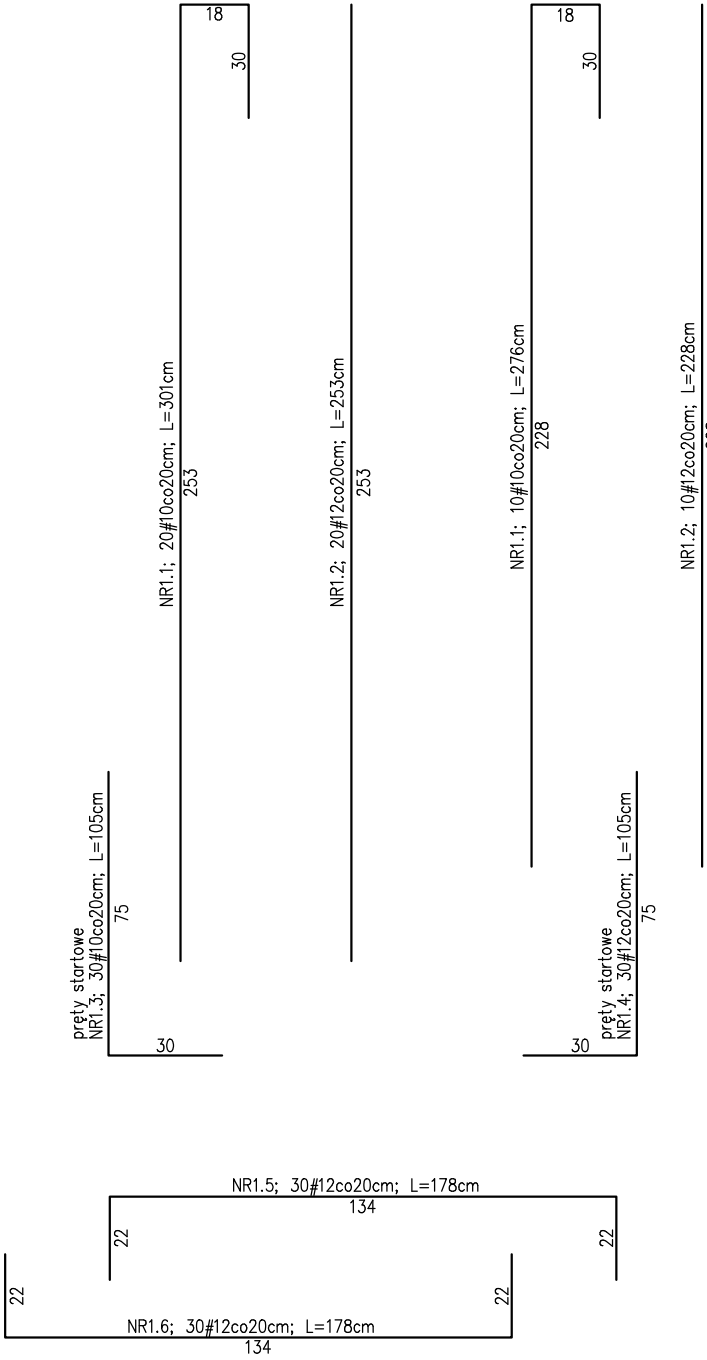 18
30
NR1.1; 20#10co20cm; L=301cm
253
NR1.2; 20#12co20cm; L=253cm
253
18
30
NR1.1; 10#10co20cm; L=276cm
228
NR1.2; 10#12co20cm; L=228cm
pręty startowe
NR1.3; 30#10co20cm; L=105cm
75
30
pręty startowe
NR1.4; 30#12co20cm; L=105cm
75
30
NR1.5; 30#12co20cm; L=178cm
134
22
22
NR1.6; 30#12co20cm; L=178cm
134
22
22